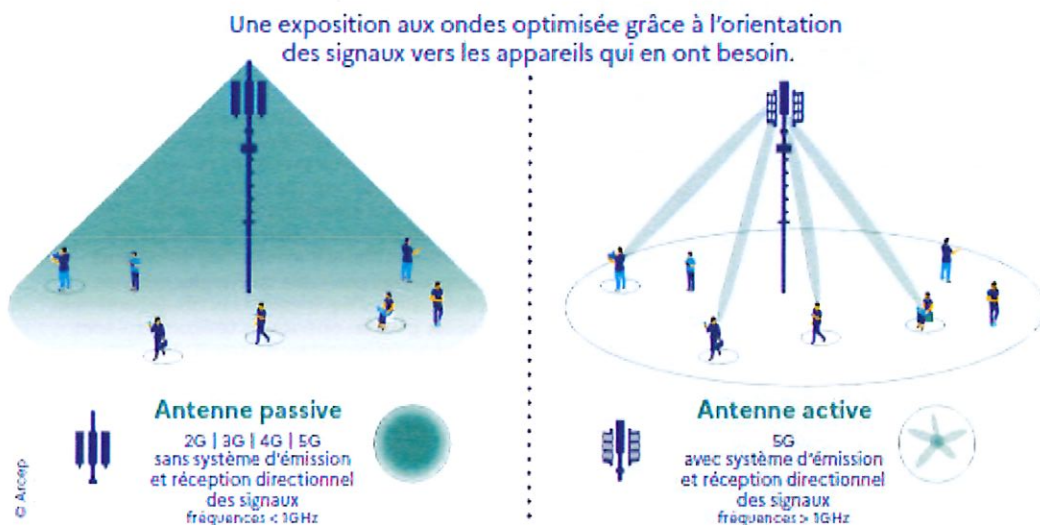 Une exposition aux ondes optimisée grâce à l'orientation
des signaux vers les appareils qui en ont besoin.
Antenne passive
2G | 3G | 4G | 5G
sans système d'émission
et réception directionnel
des signaux
fréquences < 1GHz
Antenne active
5G
avec système d'émission
et réception directionnel
des signaux
fréquences > 1GHz
© Arcep